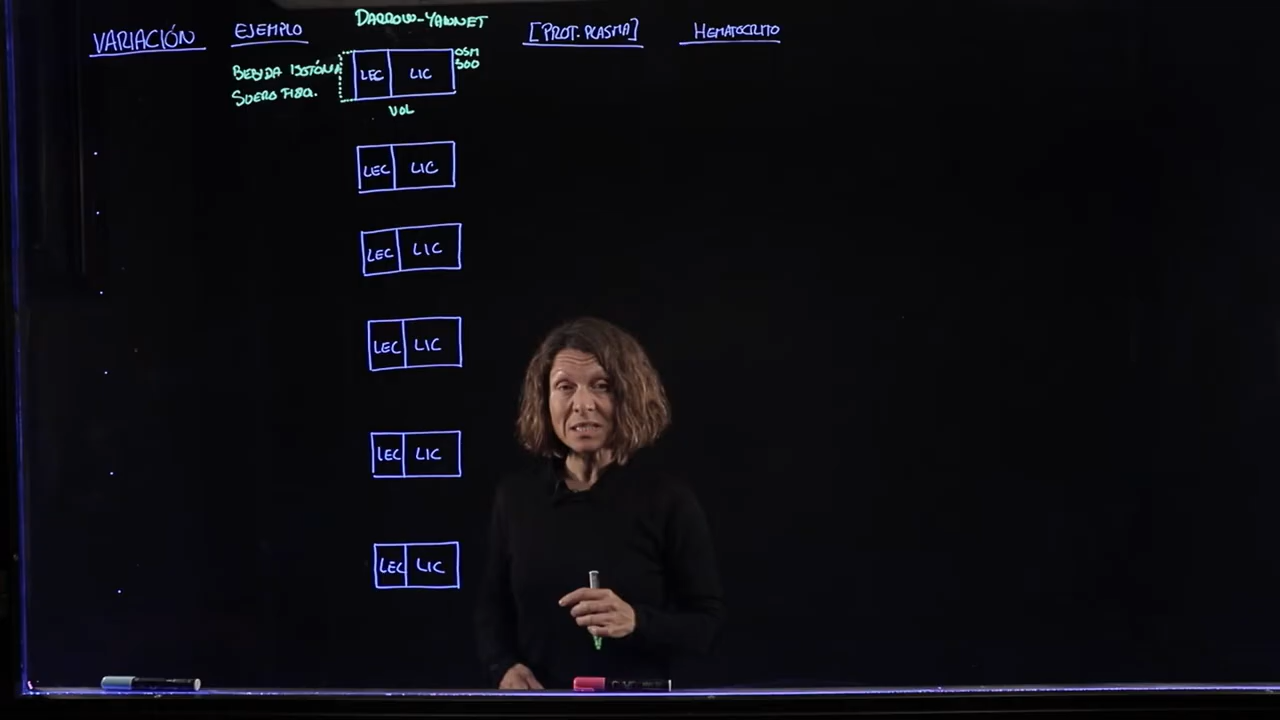 VARIACIÓN
EJEMPLO
DARROW-YANNET
[PROT. PLASMA]
HEMATOCRITO
BEBIDA ISOTÓNIA
SUERO FISIO.
LEC LIC
OSM
300
VOL
LEC LIC
LEC LIC
LEC LIC
LEC LIC
LEC LIC